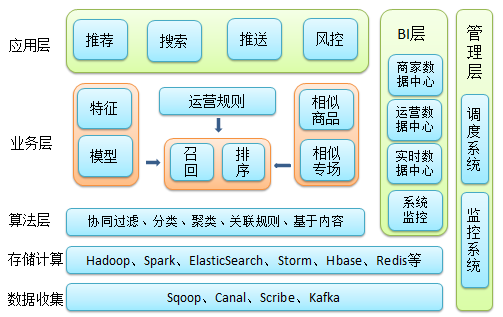 应用层
推荐
搜索
推送
风控
BI层
商家数
据中心
运营数
据中心
实时数
据中心
系统
监控
管
理
层
调
度
系
统
监
控
系
统
业务层
特征
模型
运营规则
召
回
排
序
相似
商品
相似
专场
算法层
协同过滤、分类、聚类、关联规则、基于内容
存储计算
Hadoop、Spark、ElasticSearch、Storm、Hbase、Redis等
数据收集
Sqoop、Canal、Scribe、Kafka